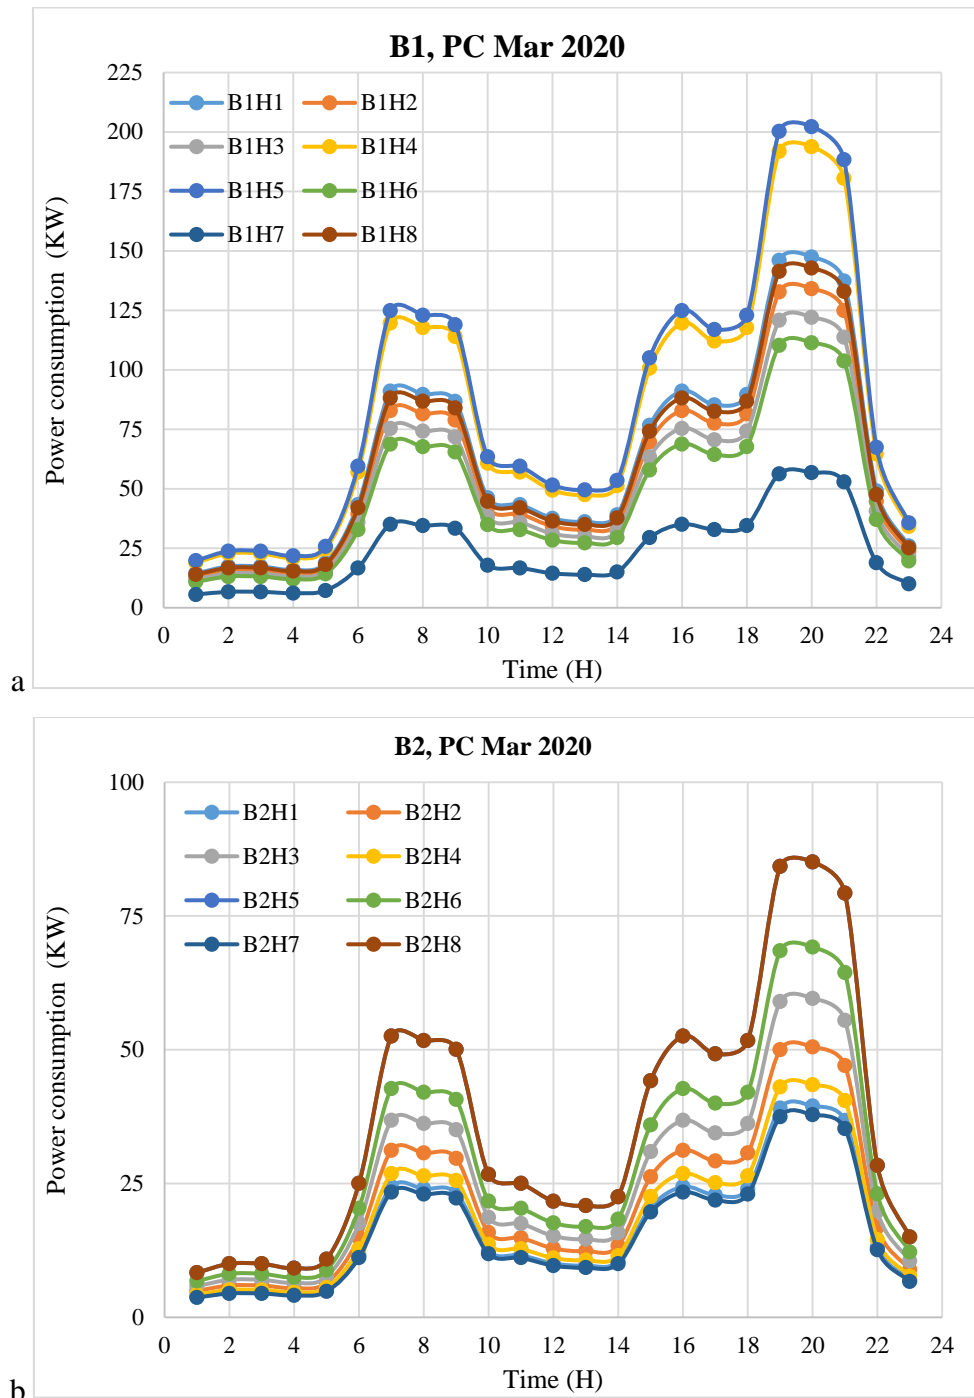 B1, PC Mar 2020
225
200
175
150
125
100
75
50
25
0
Power consumption (KW)
B1H1 B1H2
B1H3 B1H4
B1H5 B1H6
B1H7 B1H8
0 2 4 6 8 10 12 14 16 18 20 22 24
Time (H)
a
B2, PC Mar 2020
100
75
50
25
0
Power consumption (KW)
B2H1 B2H2
B2H3 B2H4
B2H5 B2H6
B2H7 B2H8
0 2 4 6 8 10 12 14 16 18 20 22 24
Time (H)
b